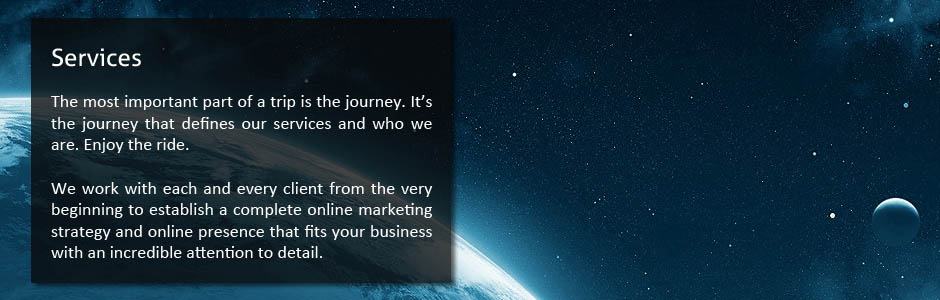 Services
The most important part of a trip is the journey. It’s
the journey that defines our services and who we
are. Enjoy the ride.
We work with each and every client from the very
beginning to establish a complete online marketing
strategy and online presence that fits your business
with an incredible attention to detail.